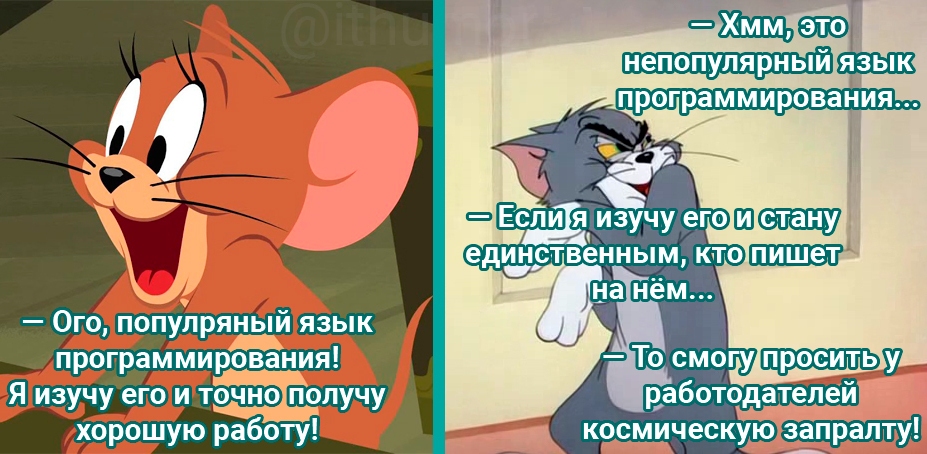 — Ого, популряный язык
программирования!
Я изучу его и точно получу
хорошую работу!
— Хмм, это
непопулярный язык
программирования...
— Если я изучу его и стану
единственным, кто пишет
на нём...
— То смогу просить у
работодателей
космическую запралту!